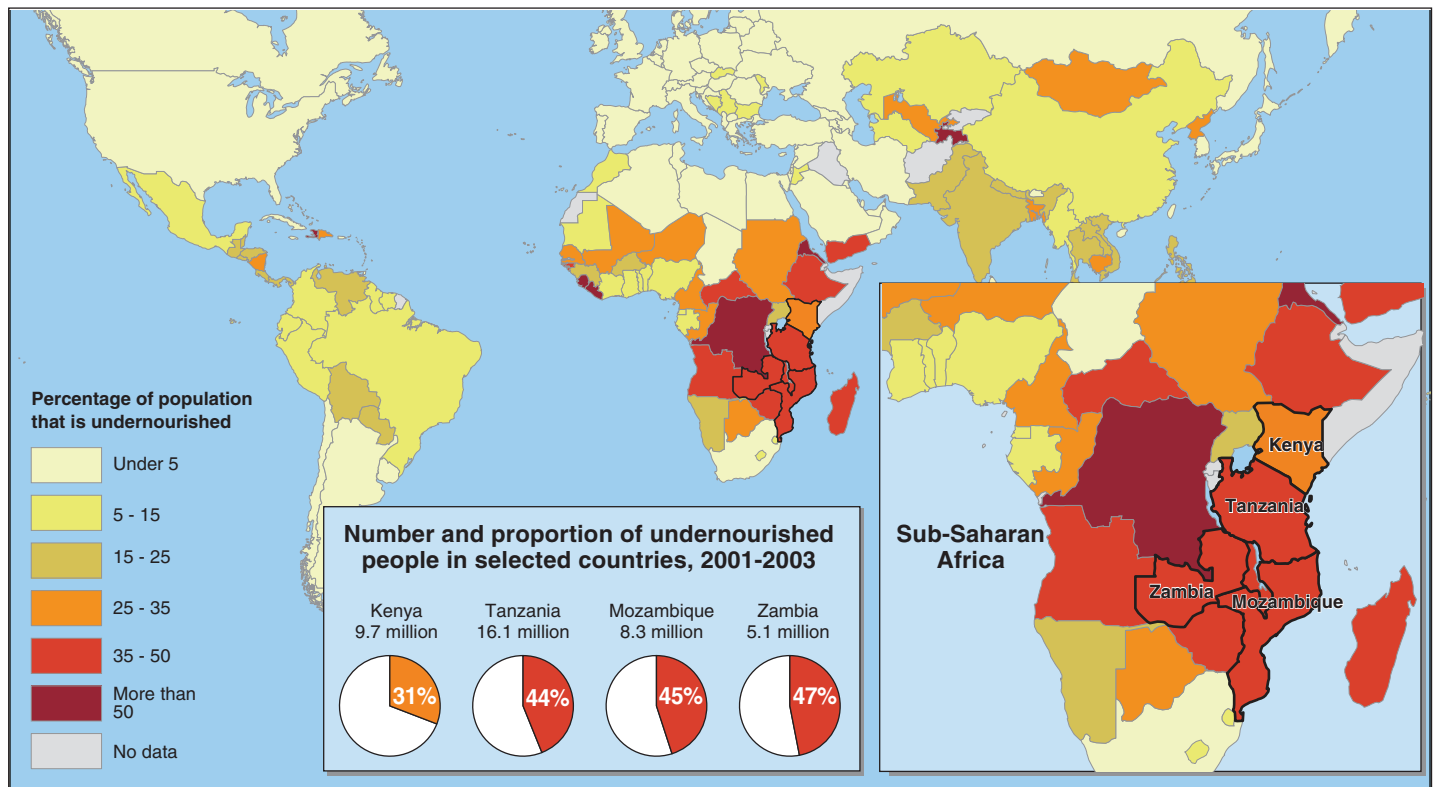 Percentage of population
that is undernourished
Under 5
5 - 15
15 - 25
25 - 35
35 - 50
More than
50
No data
Number and proportion of undernourished
people in selected countries, 2001-2003
Kenya
9.7 million
31%
Tanzania
16.1 million
44%
Mozambique
8.3 million
45%
Zambia
5.1 million
47%
Sub-Saharan
Africa
Kenya
Tanzania
Zambia
Mozambique